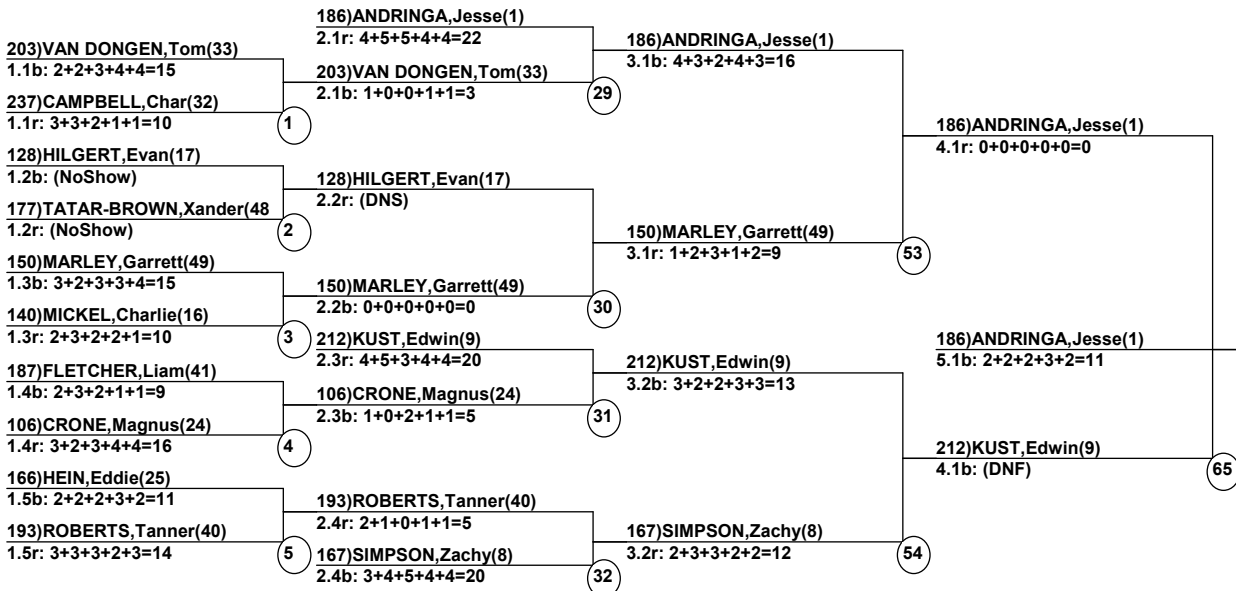 203)VAN DONGEN,Tom(33)
1.1b: 2+2+3+4+4=15
237)CAMPBELL,Char(32)
1.1r: 3+3+2+1+1=10
1
128)HILGERT,Evan(17)
1.2b: (NoShow)
177)TATAR-BROWN,Xander(48
1.2r: (NoShow)
2
150)MARLEY,Garrett(49)
1.3b: 3+2+3+3+4=15
140)MICKEL,Charlie(16)
1.3r: 2+3+2+2+1=10
3
187)FLETCHER,Liam(41)
1.4b: 2+3+2+1+1=9
106)CRONE,Magnus(24)
1.4r: 3+2+3+4+4=16
4
166)HEIN,Eddie(25)
1.5b: 2+2+2+3+2=11
193)ROBERTS,Tanner(40)
1.5r: 3+3+3+2+3=14
5
186)ANDRINGA,Jesse(1)
2.1r: 4+5+5+4+4=22
203)VAN DONGEN,Tom(33)
2.1b: 1+0+0+1+1=3
29
128)HILGERT,Evan(17)
2.2r: (DNS)
150)MARLEY,Garrett(49)
2.2b: 0+0+0+0+0=0
30
212)KUST,Edwin(9)
2.3r: 4+5+3+4+4=20
106)CRONE,Magnus(24)
2.3b: 1+0+2+1+1=5
31
193)ROBERTS,Tanner(40)
2.4r: 2+1+0+1+1=5
167)SIMPSON,Zachy(8)
2.4b: 3+4+5+4+4=20
32
186)ANDRINGA,Jesse(1)
3.1b: 4+3+2+4+3=16
150)MARLEY,Garrett(49)
3.1r: 1+2+3+1+2=9
53
212)KUST,Edwin(9)
3.2b: 3+2+2+3+3=13
167)SIMPSON,Zachy(8)
3.2r: 2+3+3+2+2=12
54
186)ANDRINGA,Jesse(1)
4.1r: 0+0+0+0+0=0
212)KUST,Edwin(9)
4.1b: (DNF)
65
186)ANDRINGA,Jesse(1)
5.1b: 2+2+2+3+2=11